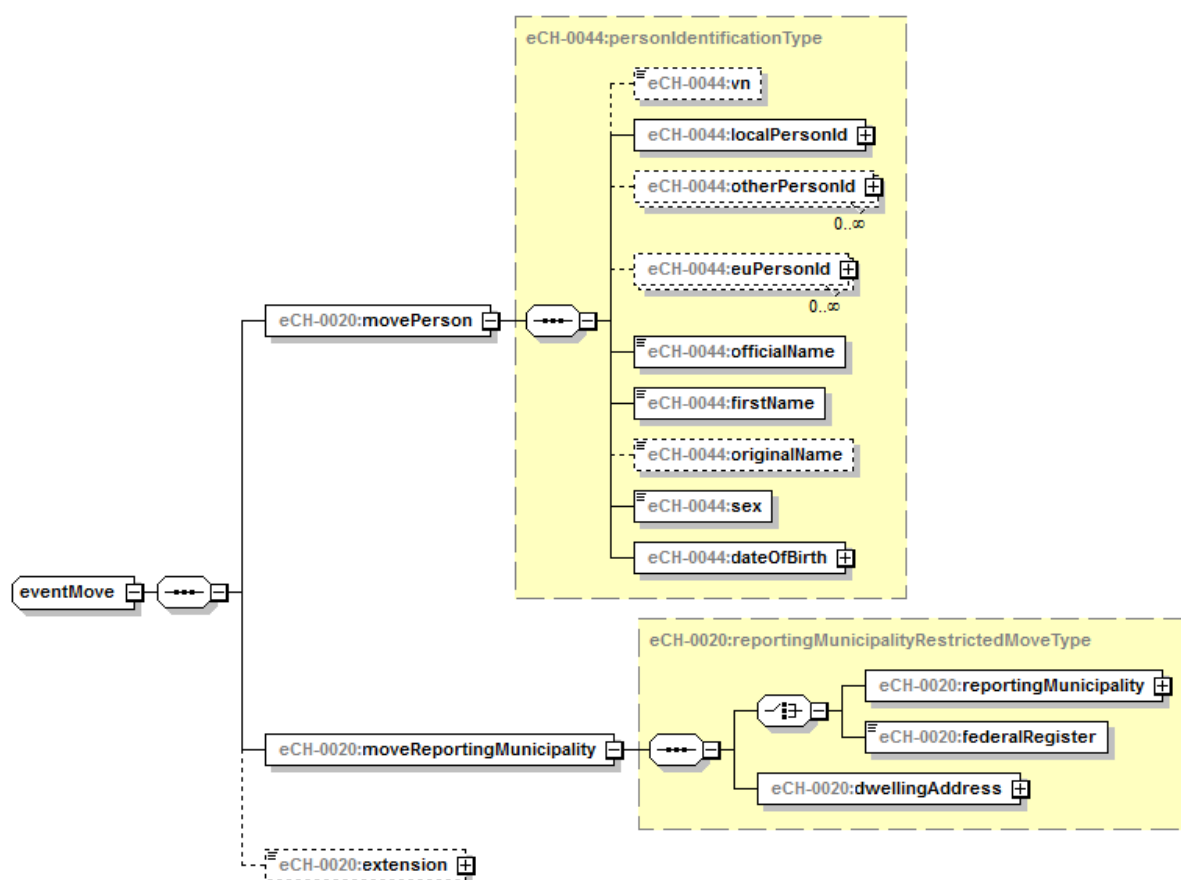 eCH-0044:personIdentificationType
eCH-0044:vn
eCH-0044:localPersonId
eCH-0044:otherPersonId
0..∞
eCH-0044:euPersonId
0..∞
eCH-0020:movePerson
eCH-0044:officialName
eCH-0044:firstName
eCH-0044:originalName
eCH-0044:sex
eCH-0044:dateOfBirth
eventMove
eCH-0020:reportingMunicipalityRestrictedMoveType
eCH-0020:reportingMunicipality
eCH-0020:federalRegister
eCH-0020:moveReportingMunicipality
eCH-0020:dwellingAddress
eCH-0020:extension